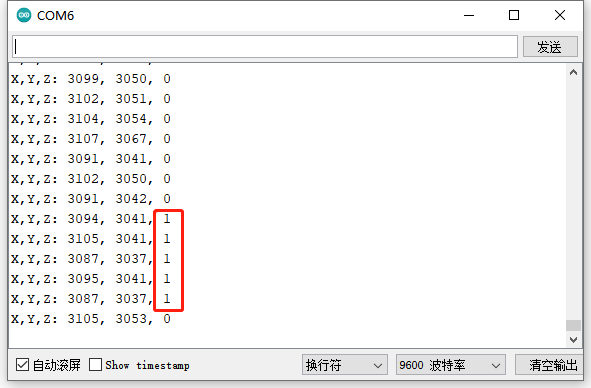 COM6
发送
X,Y,Z: 3099, 3050, 0
X,Y,Z: 3102, 3051, 0
X,Y,Z: 3104, 3054, 0
X,Y,Z: 3107, 3067, 0
X,Y,Z: 3091, 3041, 0
X,Y,Z: 3102, 3050, 0
X,Y,Z: 3091, 3042, 0
X,Y,Z: 3094, 3041, 1
X,Y,Z: 3105, 3041, 1
X,Y,Z: 3087, 3037, 1
X,Y,Z: 3095, 3041, 1
X,Y,Z: 3087, 3037, 1
X,Y,Z: 3105, 3053, 0
自动滚屏 Show timestamp 换行符 9600 波特率 清空输出